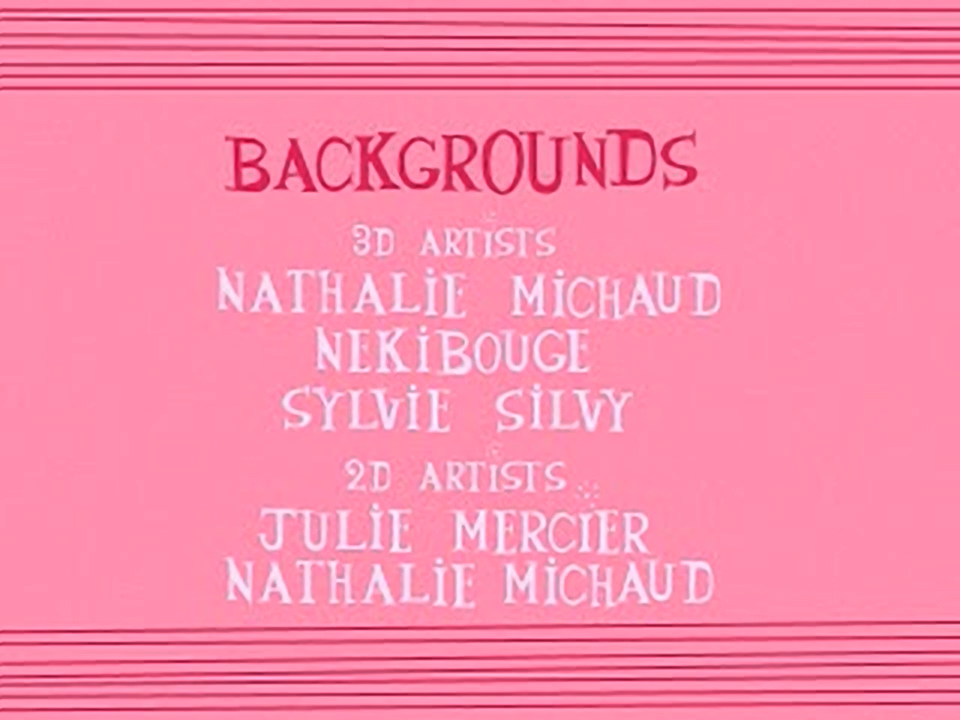 BACKGROUNDS
3D ARTiSTS
NATHALiE MiCHAUD
NEKiBOUGE
SYLViE SiLVY
2D ARTiSTS
JULiE MERCiER
NATHALiE MiCHAUD